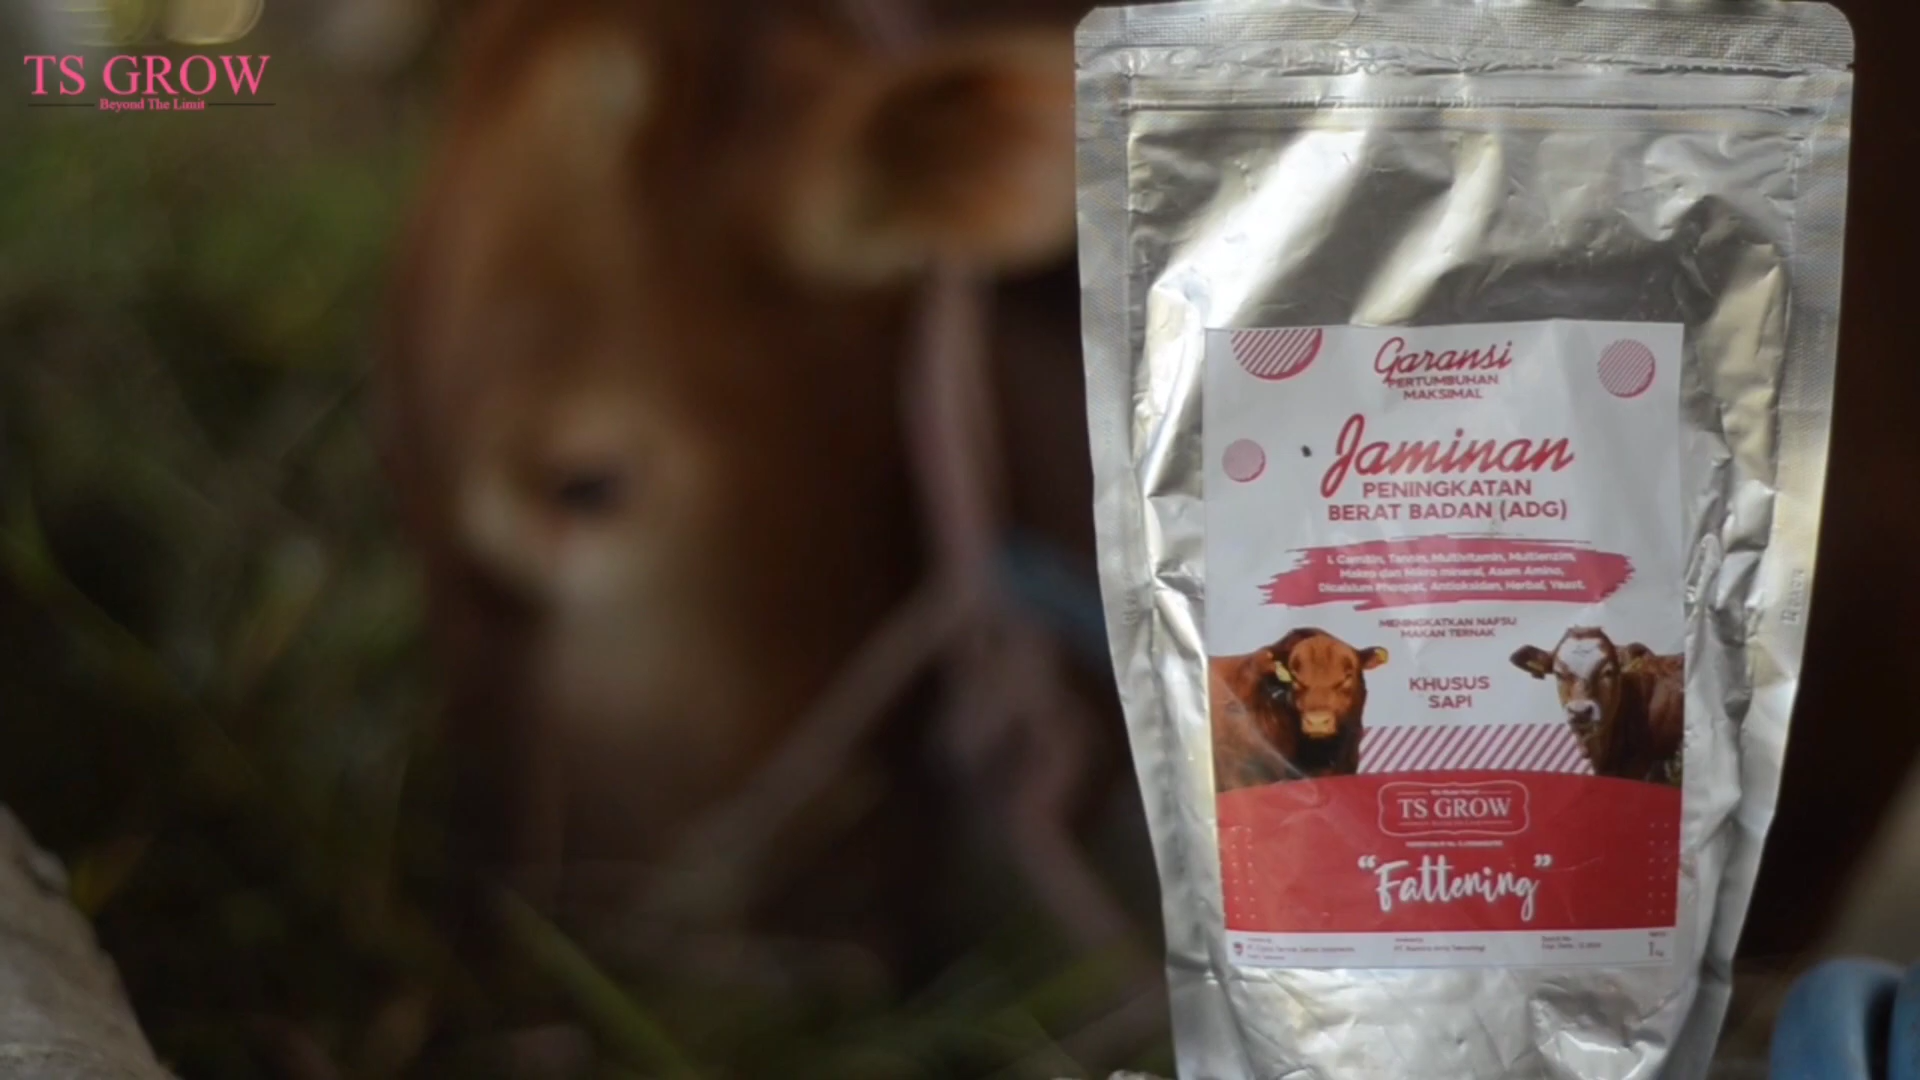 TS GROW
Beyond The Limit
Garansi
PERTUMBUHAN
MAKSIMAL
Jaminan
PENINGKATAN
BERAT BADAN (ADG)
L Carnitin, Tannin, Multivitamin, Multienzim,
Makro dan Mikro mineral, Asam Amino,
Dicalsium Phospat, Antioksidan, Herbal, Yeast.
MENINGKATKAN NAFSU
MAKAN TERNAK
KHUSUS
SAPI
TS GROW
"Fattening"